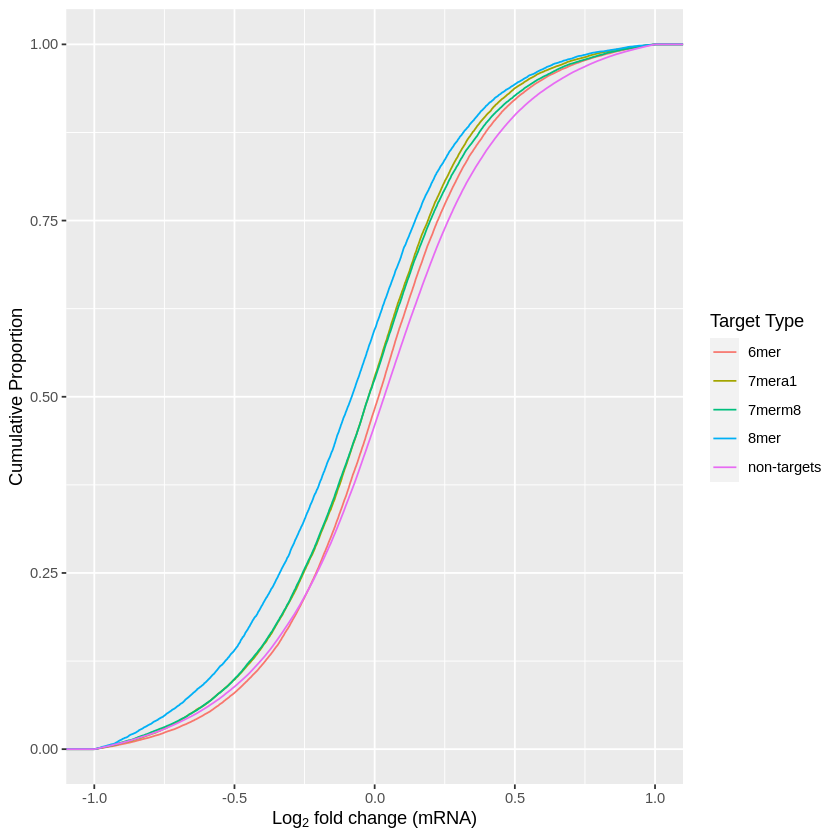 Cumulative Proportion
1.00
0.75
0.50
0.25
0.00
-1.0 -0.5 0.0 0.5 1.0
Log₂ fold change (mRNA)
Target Type
6mer
7mera1
7merm8
8mer
non-targets